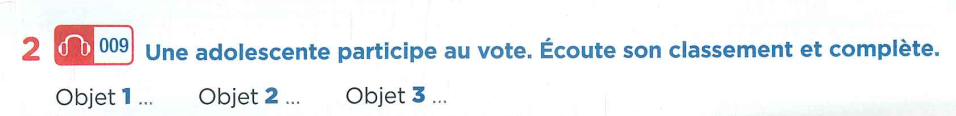 2 009 Une adolescente participe au vote. Écoute son classement et complète.
Objet 1 ... Objet 2 ... Objet 3 ...